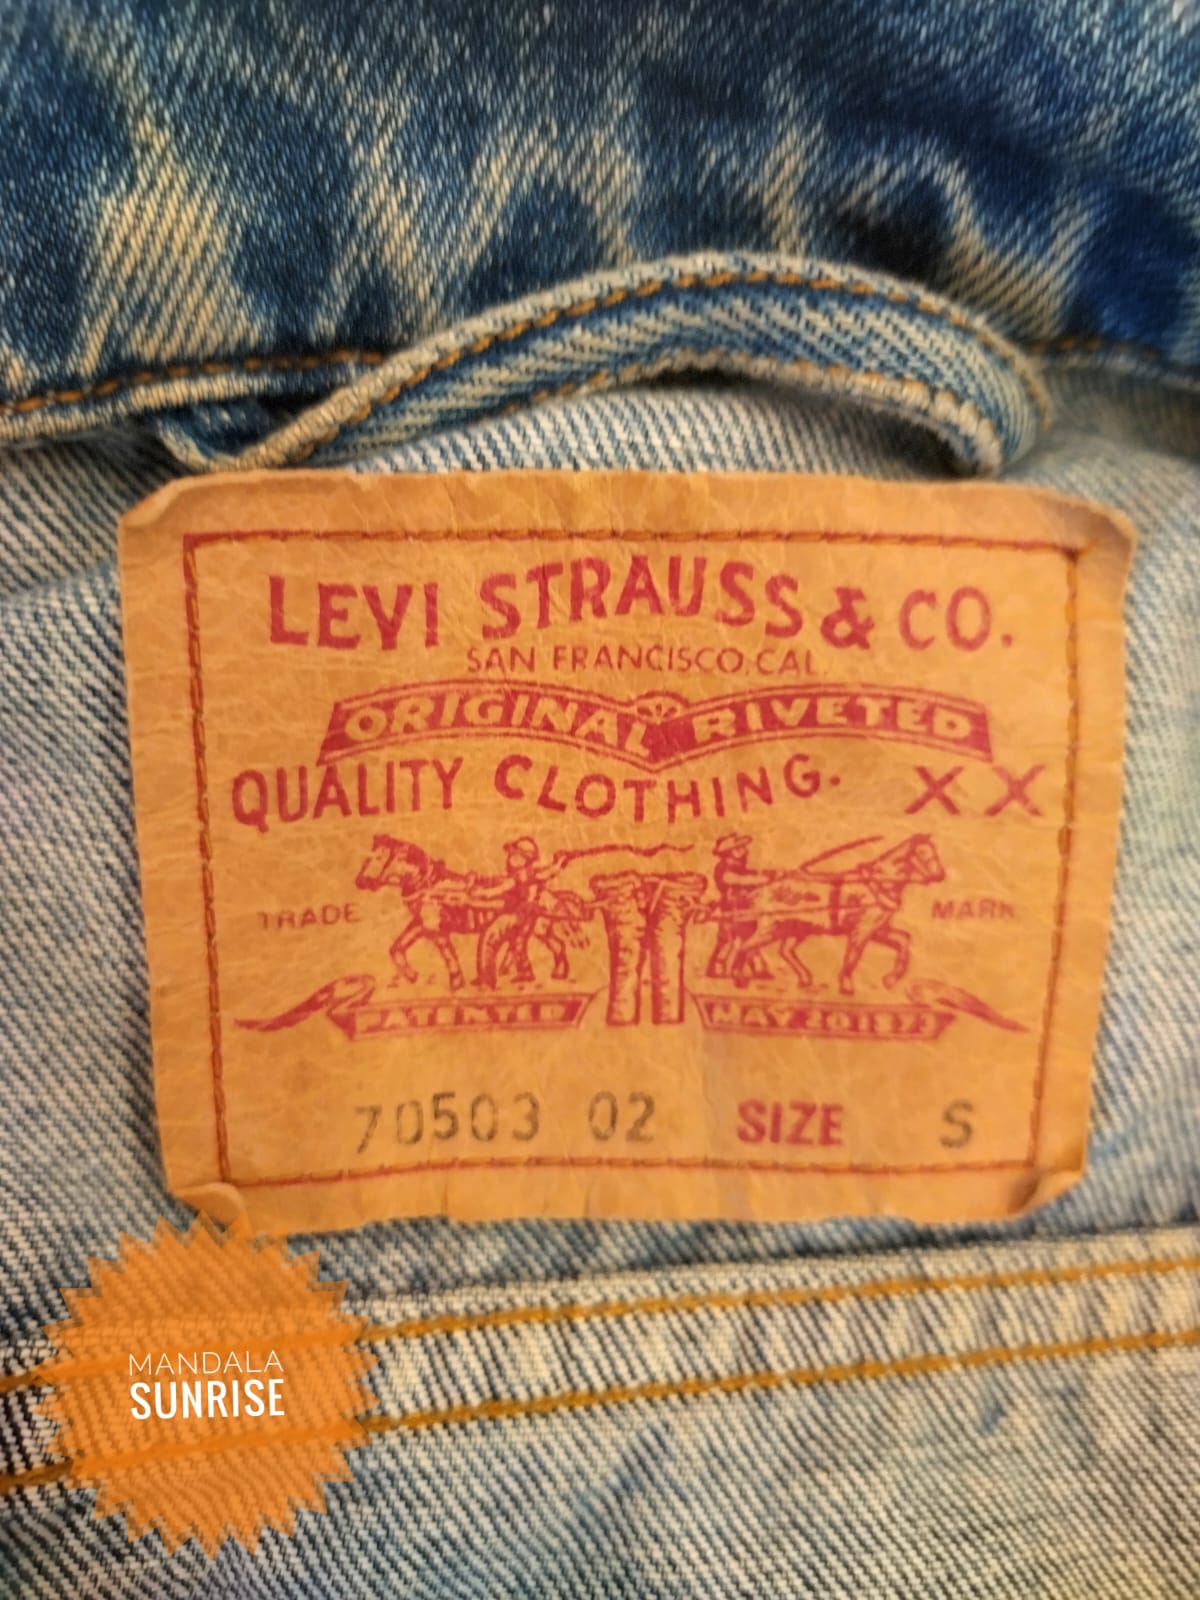 LEVI STRAUSS & CO.
SAN FRANCISCO, CAL.
ORIGINAL RIVETED
QUALITY CLOTHING. XX
TRADE MARK
PATENTED MAY 20 1873
70503 02 SIZE S
MANDALA
SUNRISE